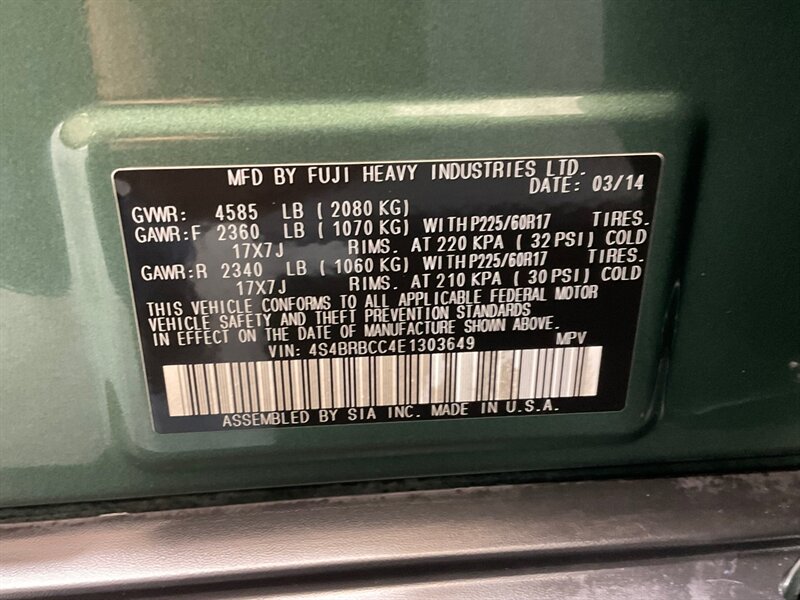 MFD BY FUJI HEAVY INDUSTRIES LTD.
DATE: 03/14
GVWR: 4585 LB ( 2080 KG)
GAWR:F 2360 LB ( 1070 KG) WITH P225/60R17 TIRES.
17X7J RIMS. AT 220 KPA ( 32 PSI) COLD
GAWR:R 2340 LB ( 1060 KG) WITH P225/60R17 TIRES.
17X7J RIMS. AT 210 KPA ( 30 PSI) COLD
THIS VEHICLE CONFORMS TO ALL APPLICABLE FEDERAL MOTOR
VEHICLE SAFETY AND THEFT PREVENTION STANDARDS
IN EFFECT ON THE DATE OF MANUFACTURE SHOWN ABOVE.
VIN: 4S4BRBCC4E1303649 MPV
ASSEMBLED BY SIA INC. MADE IN U.S.A.